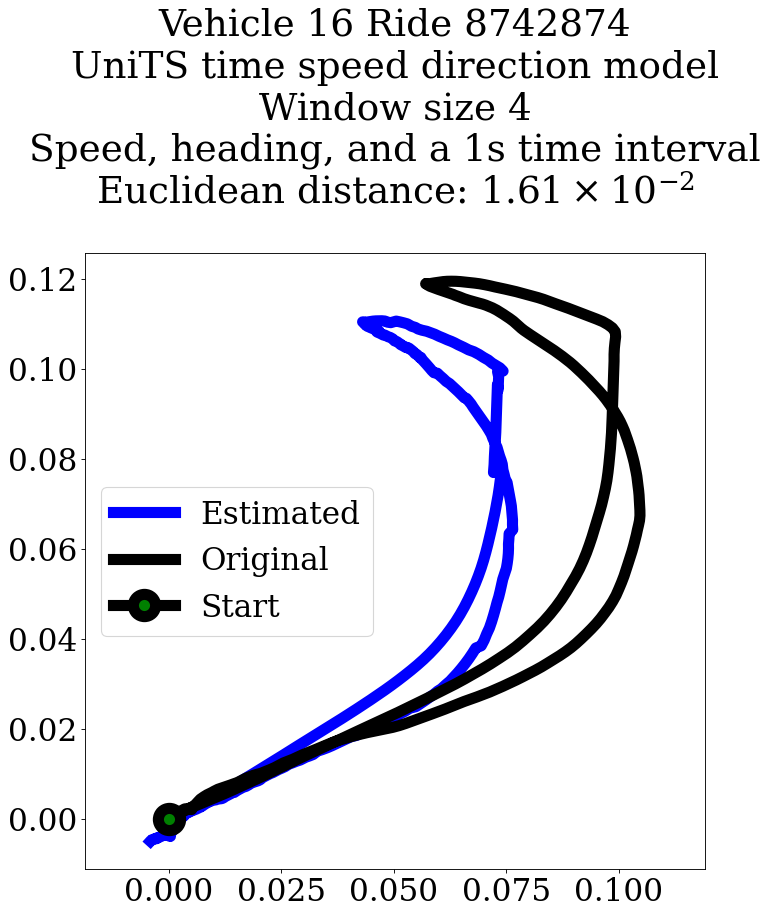 Vehicle 16 Ride 8742874
UniTS time speed direction model
Window size 4
Speed, heading, and a 1s time interval
Euclidean distance: 1.61 × 10⁻²
0.12
0.10
0.08
0.06
0.04
0.02
0.00
Estimated
Original
Start
0.000 0.025 0.050 0.075 0.100